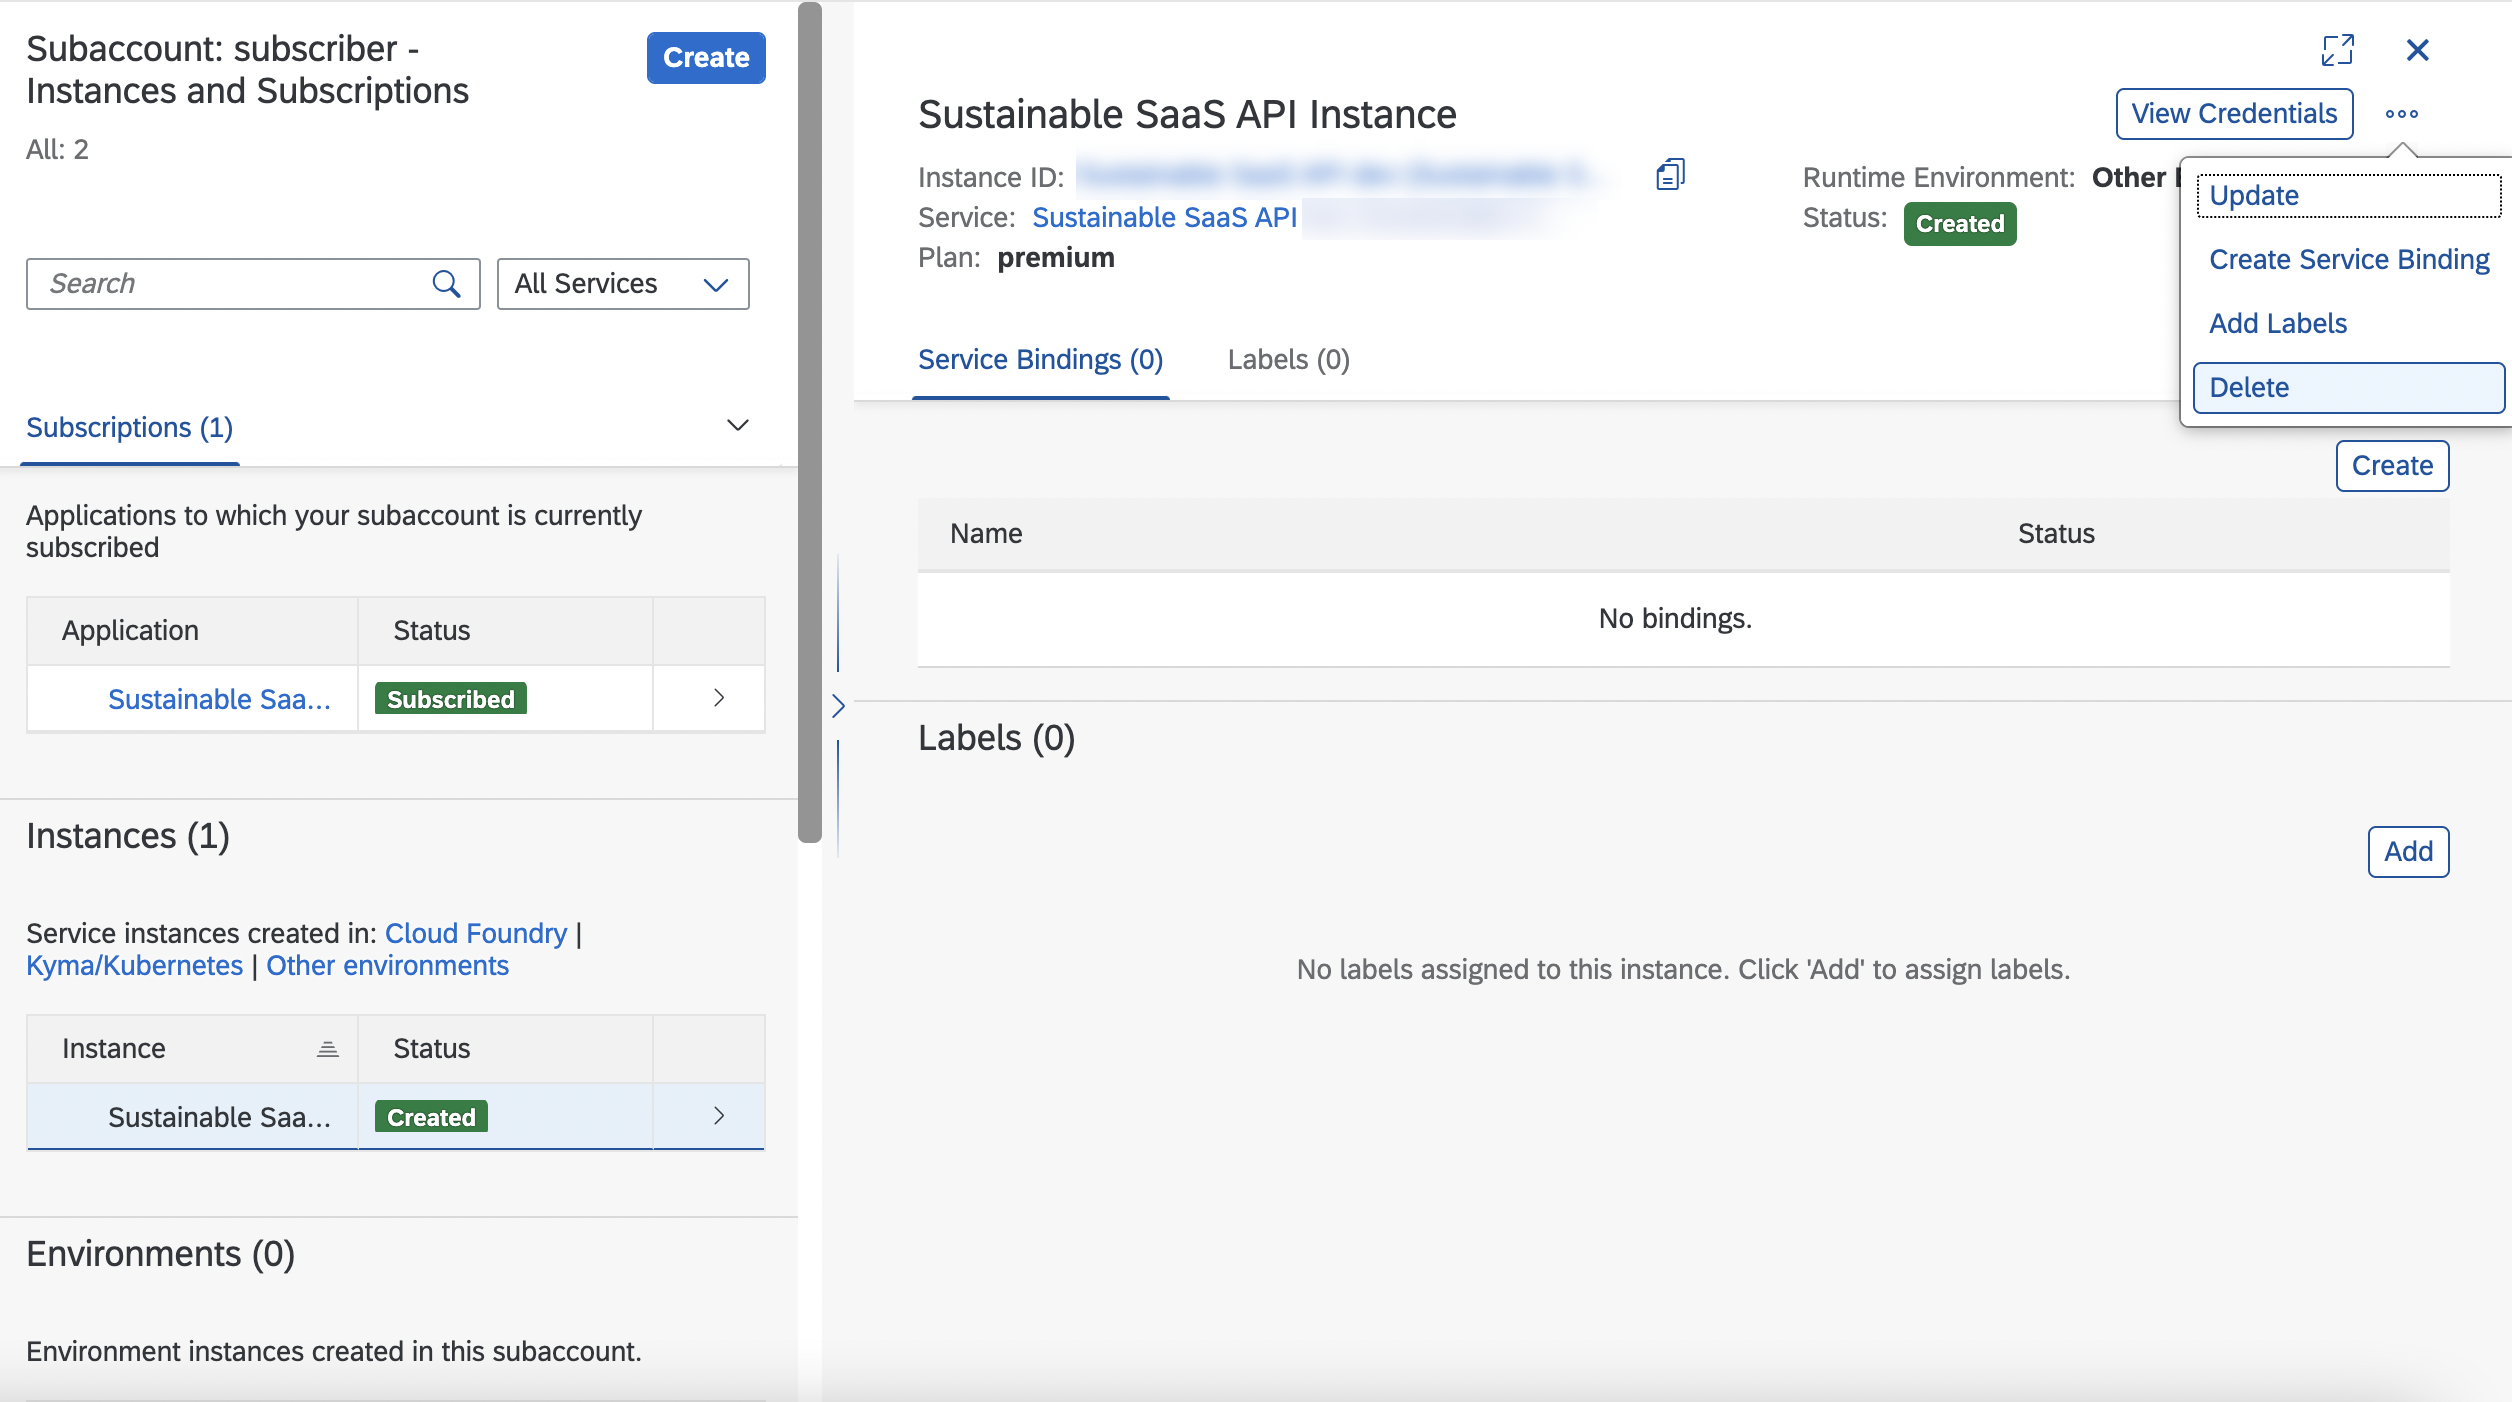 Subaccount: subscriber -
Instances and Subscriptions
Create
All: 2
Search
All Services
Subscriptions (1)
Applications to which your subaccount is currently
subscribed
Application Status
Sustainable Saa... Subscribed
Instances (1)
Service instances created in: Cloud Foundry |
Kyma/Kubernetes | Other environments
Instance Status
Sustainable Saa... Created
Environments (0)
Environment instances created in this subaccount.
Sustainable SaaS API Instance
View Credentials
Instance ID:
Service: Sustainable SaaS API
Plan: premium
Runtime Environment: Other
Status: Created
Update
Create Service Binding
Add Labels
Delete
Service Bindings (0) Labels (0)
Create
Name Status
No bindings.
Labels (0)
Add
No labels assigned to this instance. Click 'Add' to assign labels.